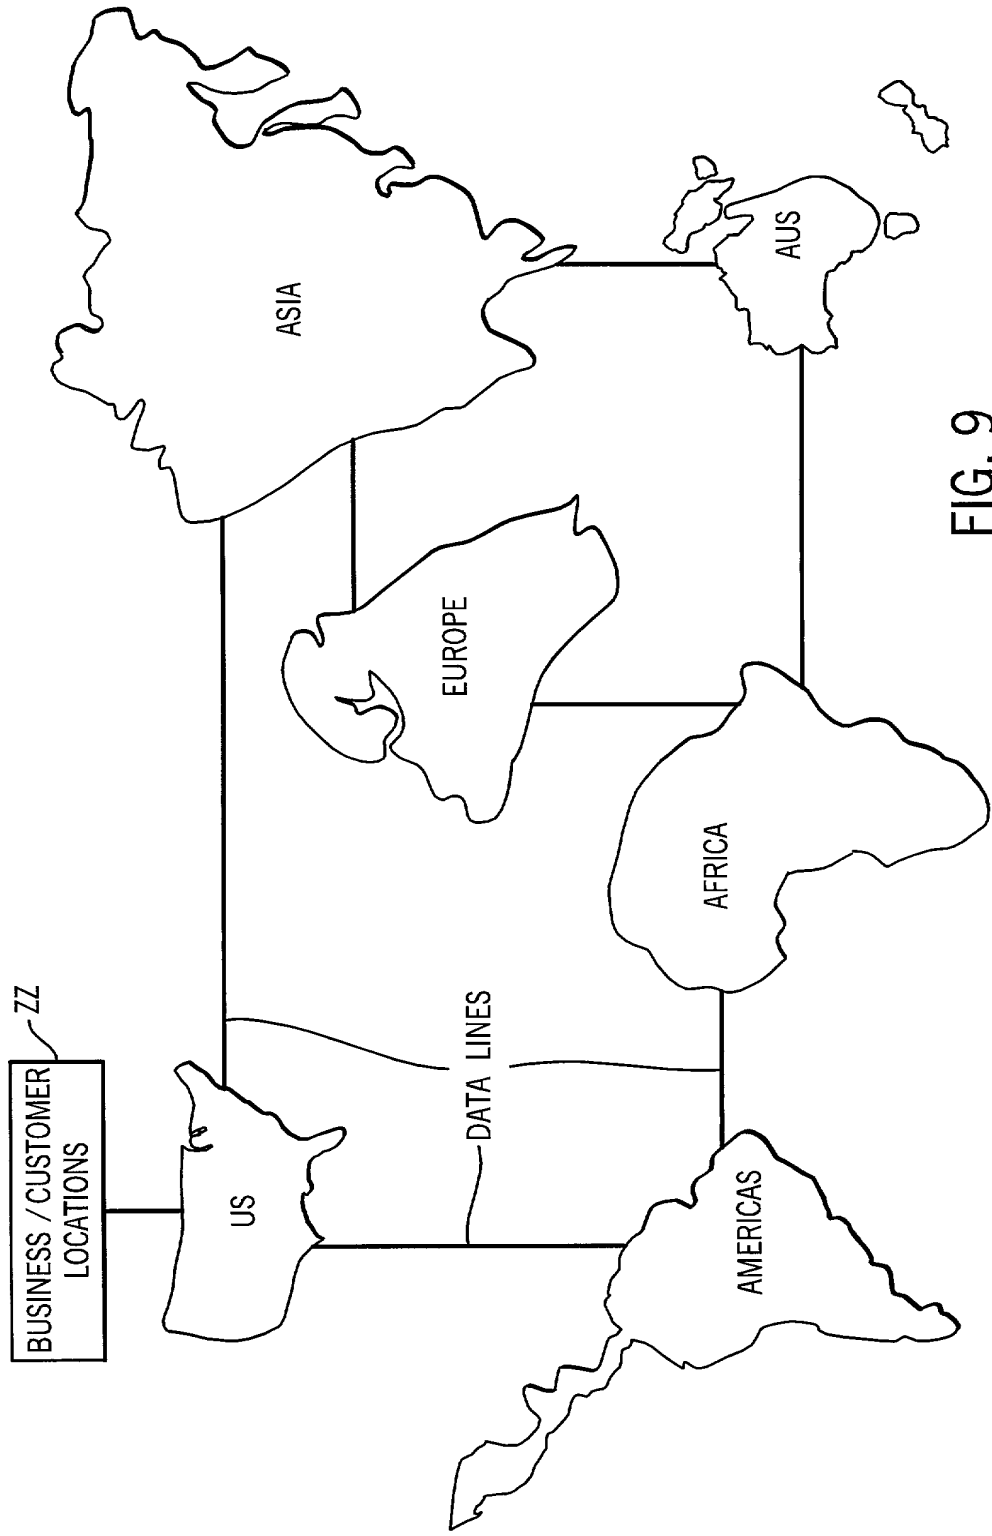 BUSINESS / CUSTOMER
LOCATIONS
ZZ
US
ASIA
DATA LINES
EUROPE
AMERICAS
AFRICA
AUS
FIG. 9